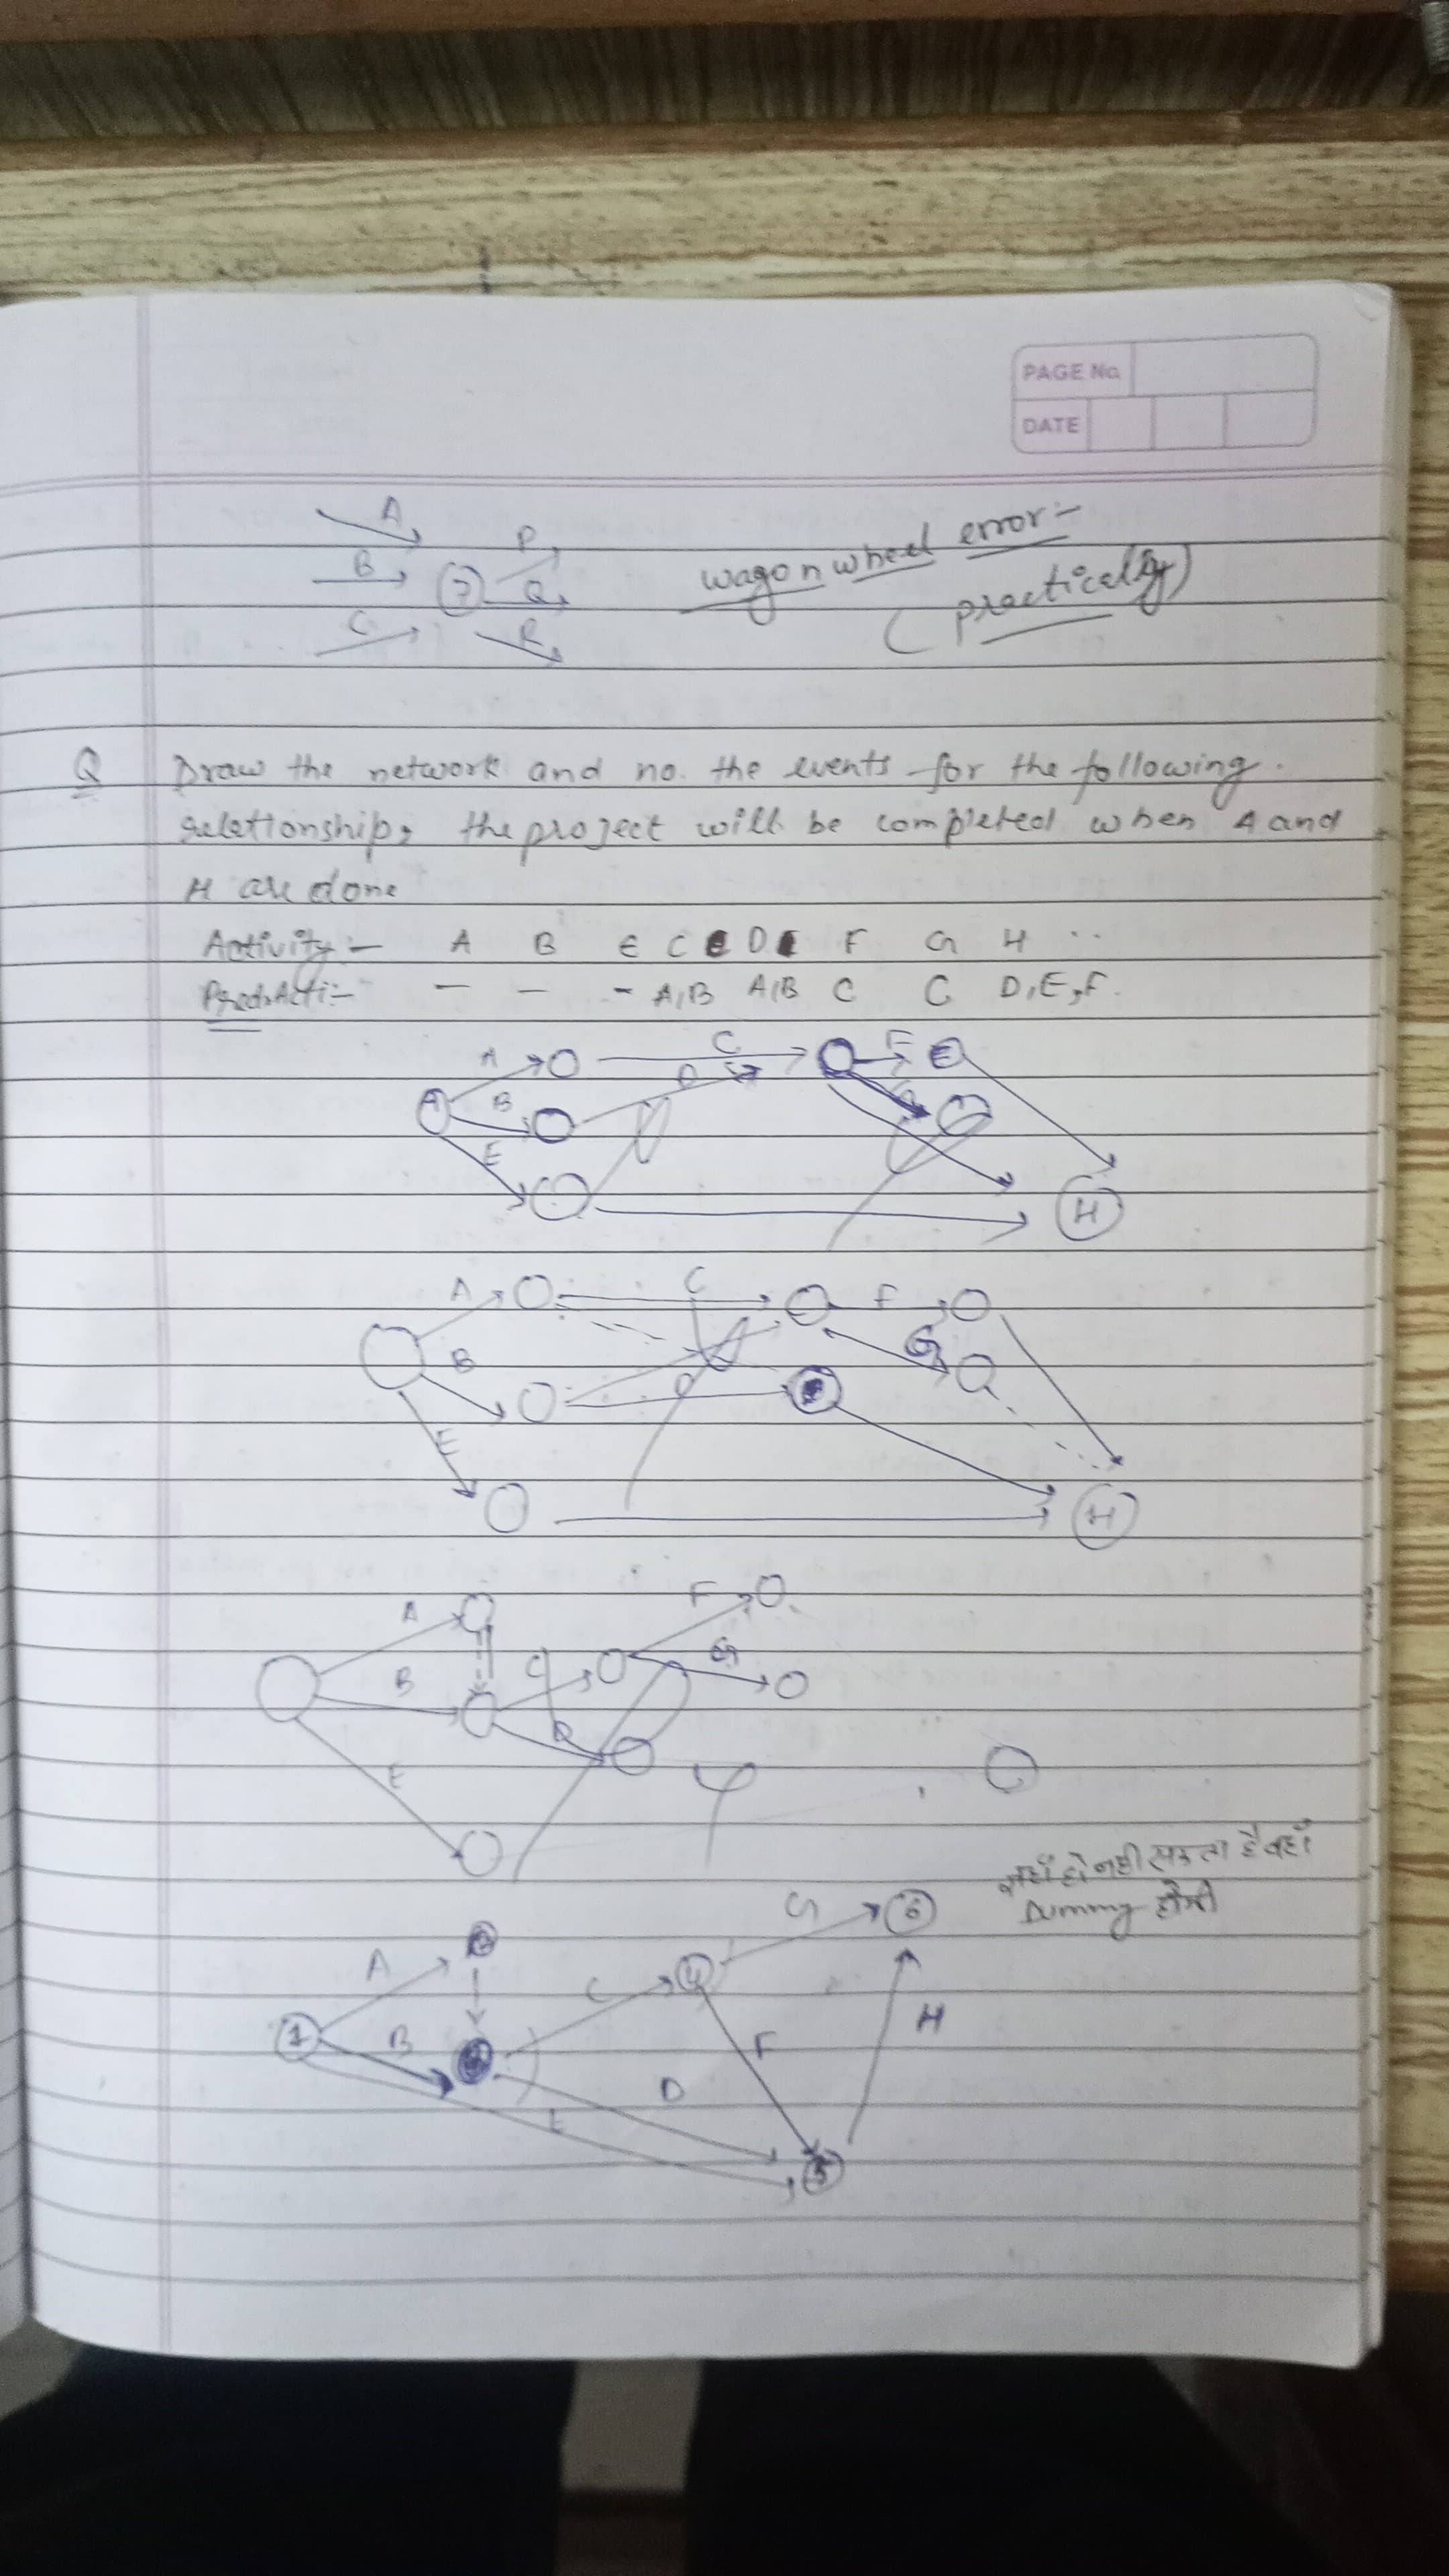 PAGE No.
DATE
A
B
C
7
P
Q
R
wagon wheel error :-
( practically )
Q Draw the network and no. the events for the following.
relationship, the project will be completed when A and
H are done
Activity :- A B E C D F G H ..
Pred. Acti :- - - - A,B A,B C C D,E,F.
A C F
A B D
E
H
A C F
B D G
E
H
A F
B C G
D
E
जहाँ हो नही सकता है वहाँ
Dummy होगी
G 6
A
C 4
1 B F H
D
E
5